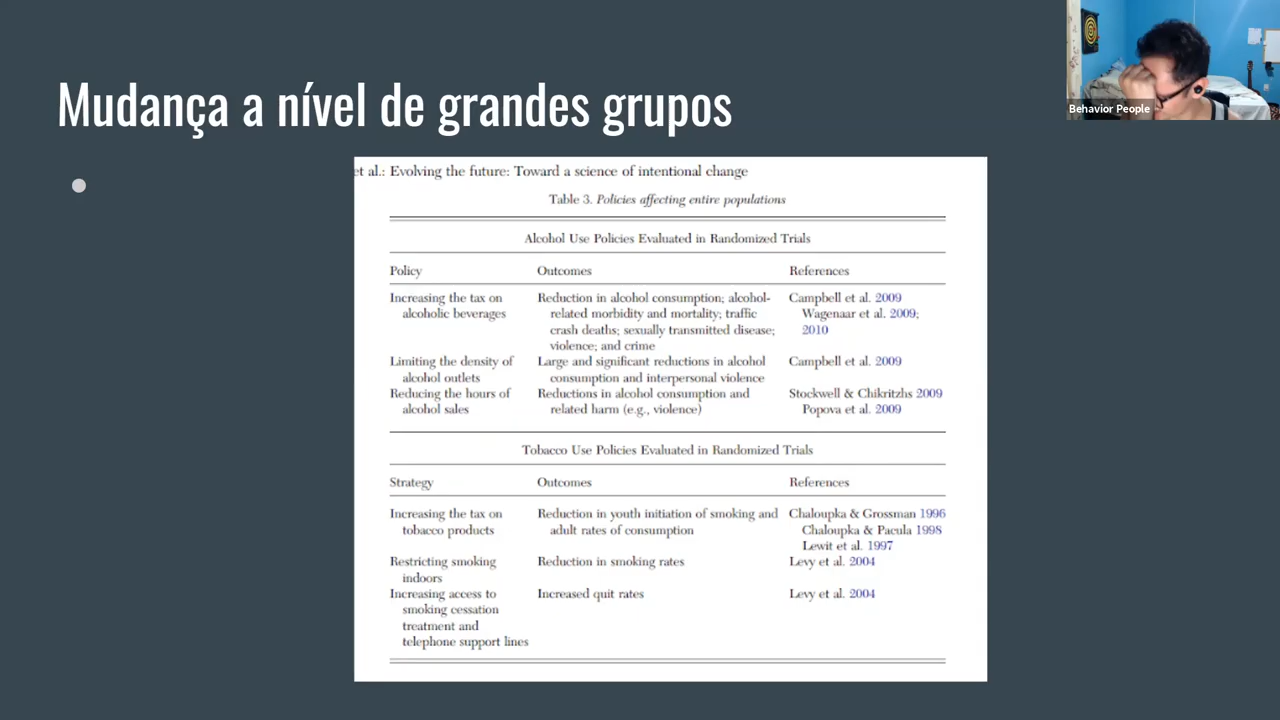 Mudança a nível de grandes grupos
Behavior People
et al.: Evolving the future: Toward a science of intentional change
Table 3. Policies affecting entire populations
Alcohol Use Policies Evaluated in Randomized Trials
Policy Outcomes References
Increasing the tax on Reduction in alcohol consumption; alcohol- Campbell et al. 2009
alcoholic beverages related morbidity and mortality; traffic Wagenaar et al. 2009;
crash deaths; sexually transmitted disease; 2010
violence; and crime
Limiting the density of Large and significant reductions in alcohol Campbell et al. 2009
alcohol outlets consumption and interpersonal violence
Reducing the hours of Reductions in alcohol consumption and Stockwell & Chikritzhs 2009
alcohol sales related harm (e.g., violence) Popova et al. 2009
Tobacco Use Policies Evaluated in Randomized Trials
Strategy Outcomes References
Increasing the tax on Reduction in youth initiation of smoking and Chaloupka & Grossman 1996
tobacco products adult rates of consumption Chaloupka & Pacula 1998
Lewit et al. 1997
Restricting smoking Reduction in smoking rates Levy et al. 2004
indoors
Increasing access to Increased quit rates Levy et al. 2004
smoking cessation
treatment and
telephone support lines